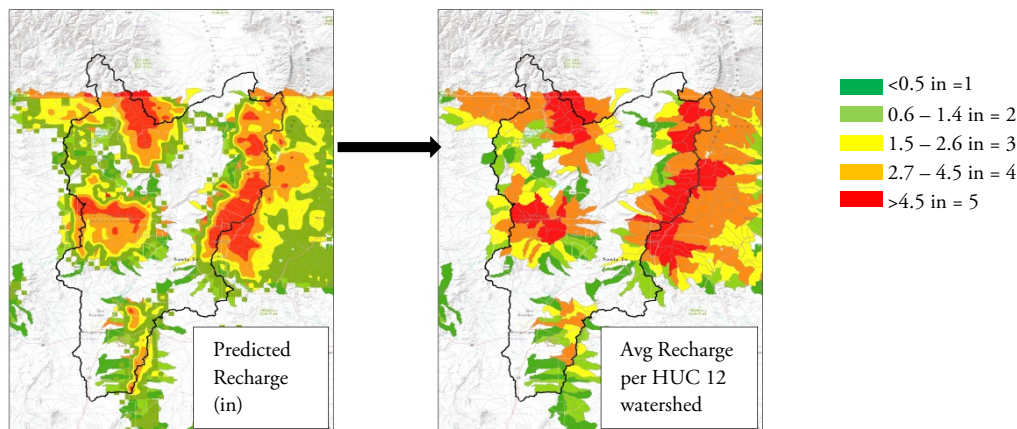 Predicted
Recharge
(in)
Avg Recharge
per HUC 12
watershed
<0.5 in =1
0.6 – 1.4 in = 2
1.5 – 2.6 in = 3
2.7 – 4.5 in = 4
>4.5 in = 5